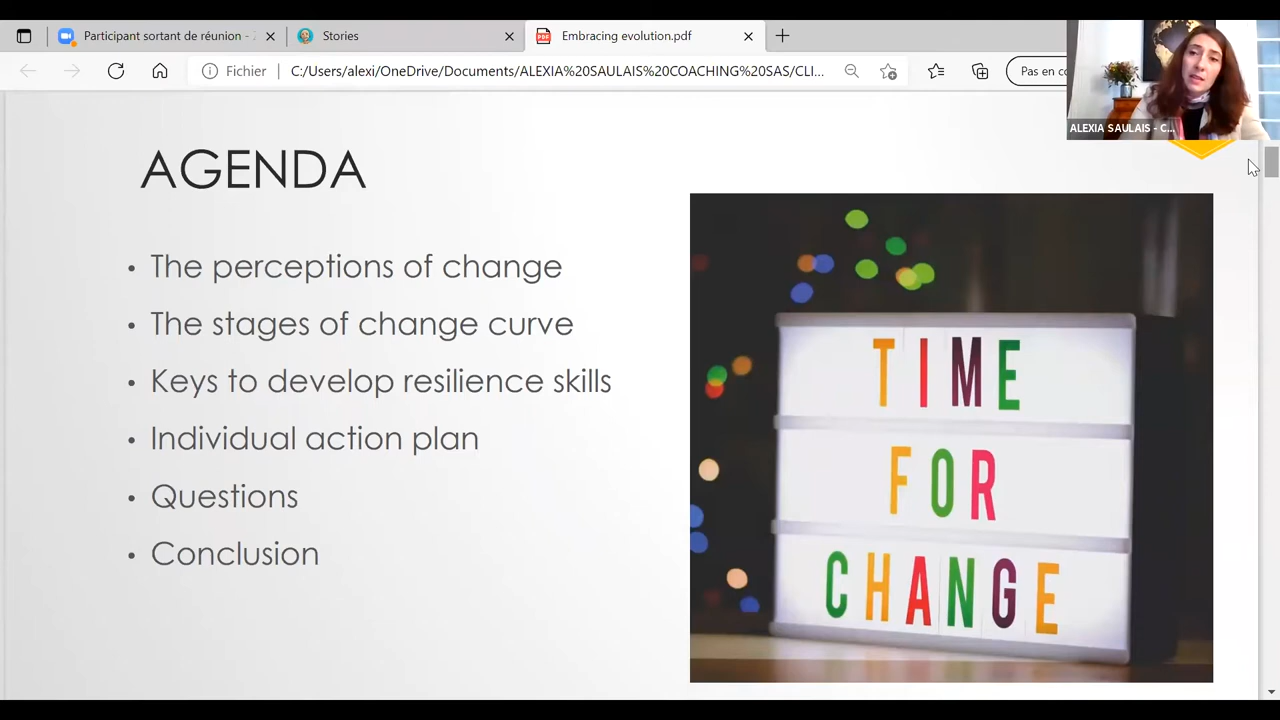 Participant sortant de réunion -
Stories
Embracing evolution.pdf
Fichier
C:/Users/alexi/OneDrive/Documents/ALEXIA%20SAULAIS%20COACHING%20SAS/CLI...
Pas en co
ALEXIA SAULAIS - C...
AGENDA
• The perceptions of change
• The stages of change curve
• Keys to develop resilience skills
• Individual action plan
• Questions
• Conclusion
TIME
FOR
CHANGE